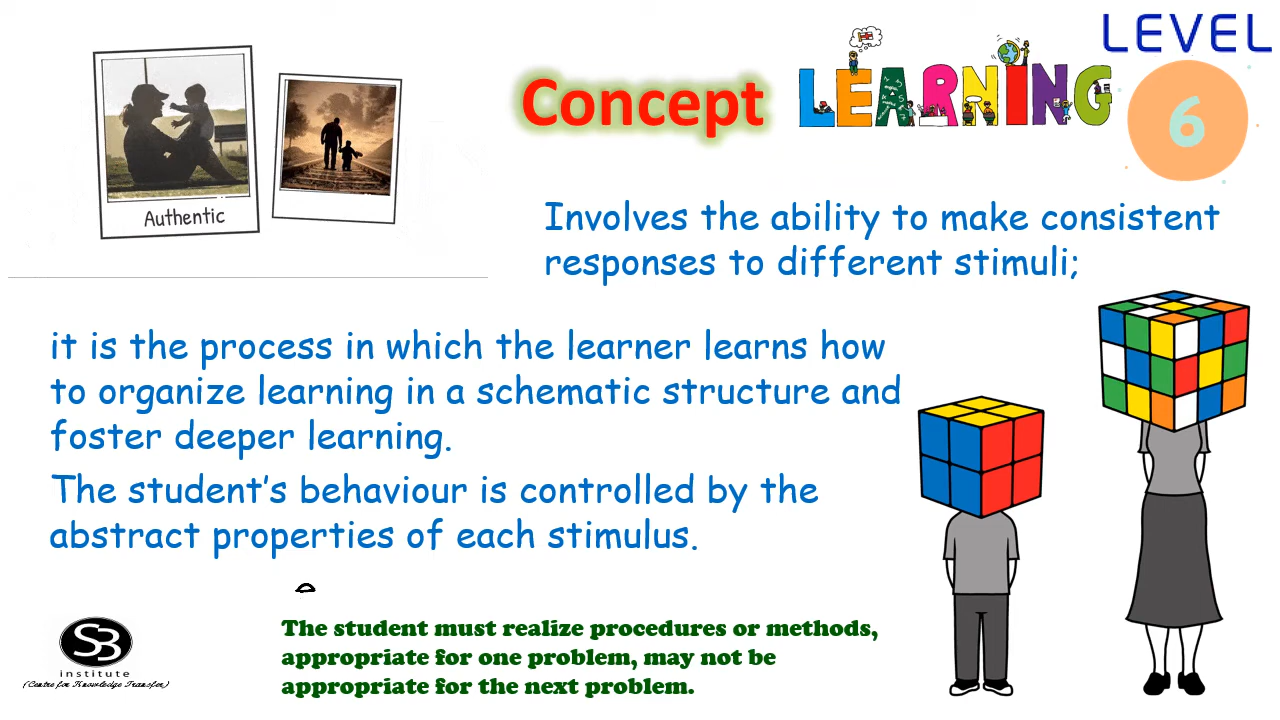 LEVEL
6
Concept LEARNING
Authentic
Involves the ability to make consistent
responses to different stimuli;
it is the process in which the learner learns how
to organize learning in a schematic structure and
foster deeper learning.
The student’s behaviour is controlled by the
abstract properties of each stimulus.
The student must realize procedures or methods,
appropriate for one problem, may not be
appropriate for the next problem.
SB
institute
(Centre for Knowledge Transfer)